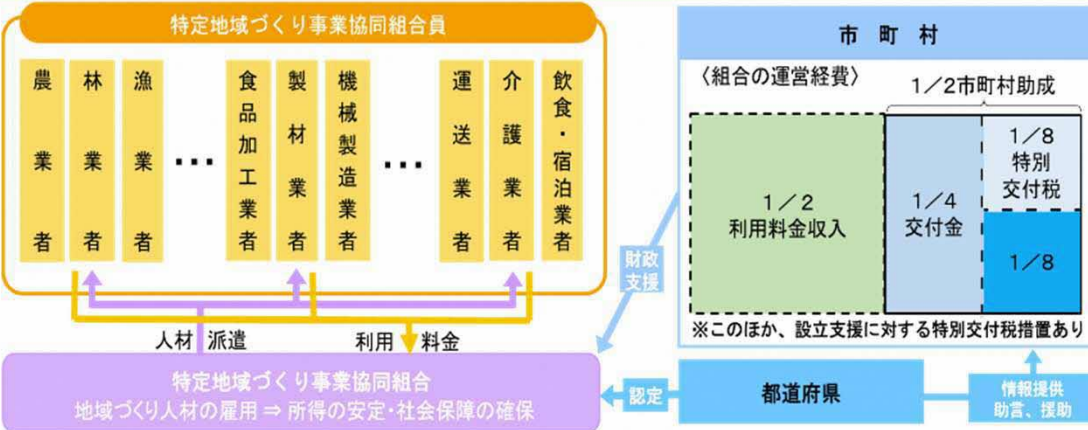 特定地域づくり事業協同組合員
農業者
林業者
漁業者
・・・
食品加工業者
製材業者
機械製造業者
・・・
運送業者
介護業者
飲食・宿泊業者
人材 派遣
利用 料金
特定地域づくり事業協同組合
地域づくり人材の雇用 ⇒ 所得の安定・社会保障の確保
市町村
〈組合の運営経費〉
1／2市町村助成
1／2
利用料金収入
1／4
交付金
1／8
特別
交付税
1／8
※このほか、設立支援に対する特別交付税措置あり
財政
支援
認定
都道府県
情報提供
助言、援助